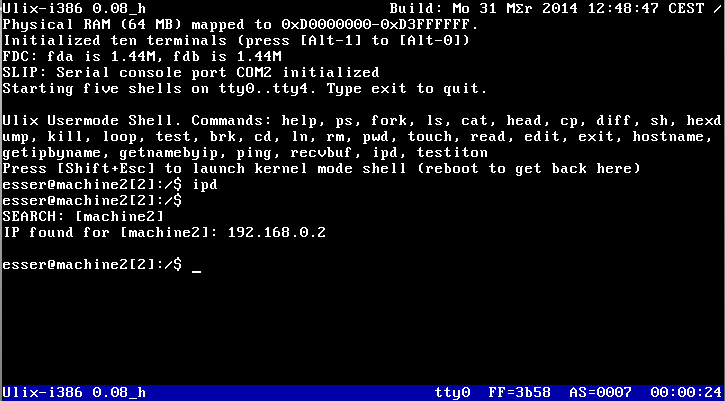 Ulix-i386 0.08_h Build: Mo 31 MΣr 2014 12:48:47 CEST /
Physical RAM (64 MB) mapped to 0xD0000000-0xD3FFFFFF.
Initialized ten terminals (press [Alt-1] to [Alt-0])
FDC: fda is 1.44M, fdb is 1.44M
SLIP: Serial console port COM2 initialized
Starting five shells on tty0..tty4. Type exit to quit.
Ulix Usermode Shell. Commands: help, ps, fork, ls, cat, head, cp, diff, sh, hexd
ump, kill, loop, test, brk, cd, ln, rm, pwd, touch, read, edit, exit, hostname,
getipbyname, getnamebyip, ping, recvbuf, ipd, testiton
Press [Shift+Esc] to launch kernel mode shell (reboot to get back here)
esser@machine2[2]:/$ ipd
esser@machine2[2]:/$
SEARCH: [machine2]
IP found for [machine2]: 192.168.0.2
esser@machine2[2]:/$ _
Ulix-i386 0.08_h tty0 FF=3b58 AS=0007 00:00:24